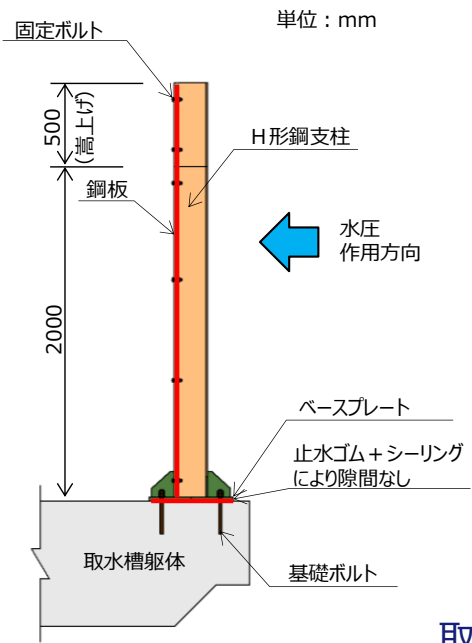 単位：mm
固定ボルト
500
(嵩上げ)
H形鋼支柱
鋼板
水圧
作用方向
2000
ベースプレート
止水ゴム＋シーリング
により隙間なし
取水槽躯体
基礎ボルト
取